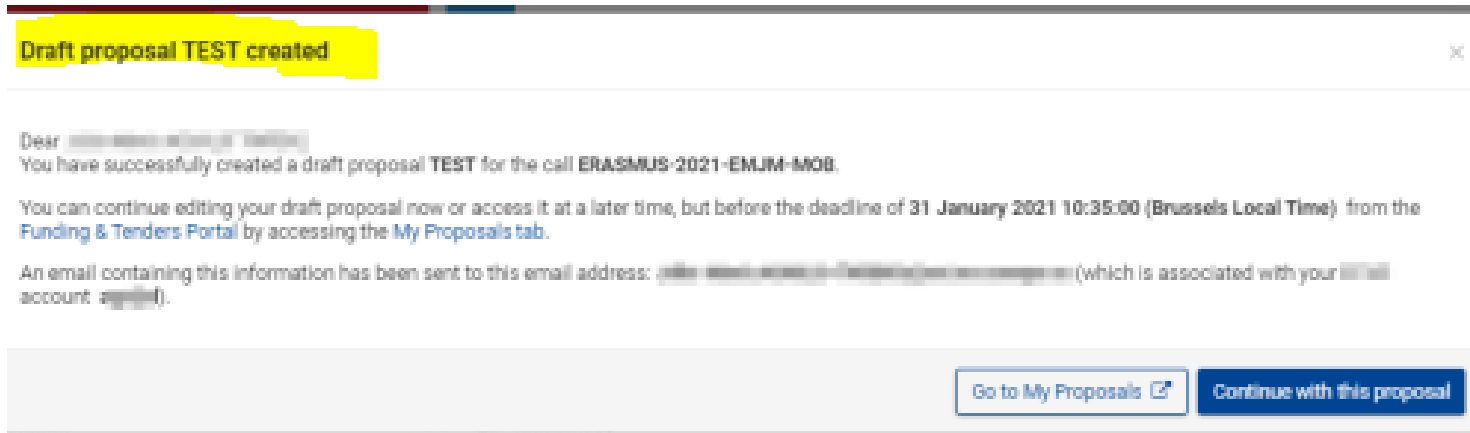 Draft proposal TEST created
Dear
You have successfully created a draft proposal TEST for the call ERASMUS-2021-EMJM-MOB.
You can continue editing your draft proposal now or access it at a later time, but before the deadline of 31 January 2021 10:35:00 (Brussels Local Time) from the
Funding & Tenders Portal by accessing the My Proposals tab.
An email containing this information has been sent to this email address: (which is associated with your
account ).
Go to My Proposals
Continue with this proposal